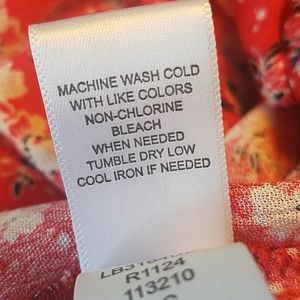 MACHINE WASH COLD
WITH LIKE COLORS
NON-CHLORINE
BLEACH
WHEN NEEDED
TUMBLE DRY LOW
COOL IRON IF NEEDED
R1124
113210